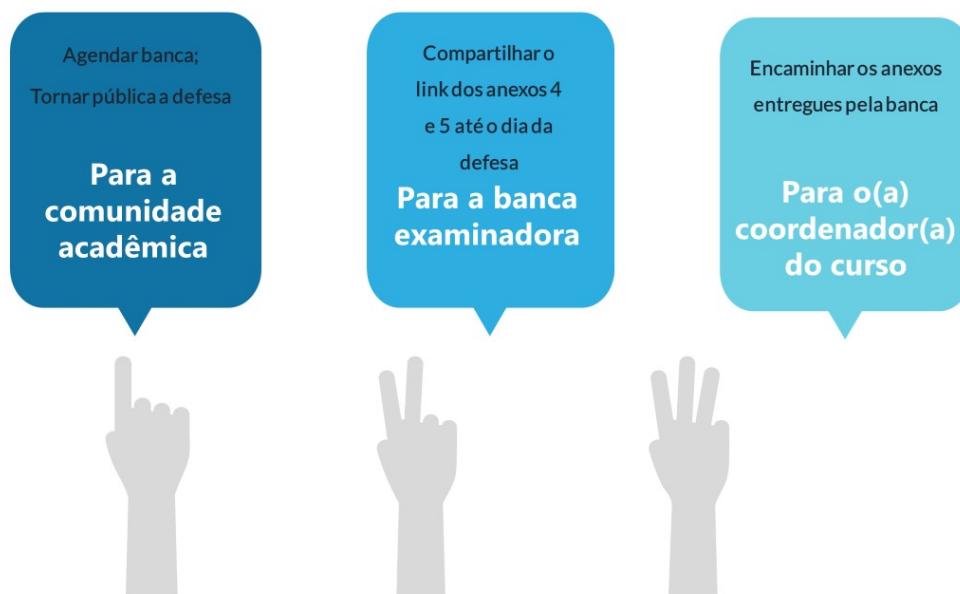 Agendar banca;
Tornar pública a defesa
Para a
comunidade
acadêmica
Compartilhar o
link dos anexos 4
e 5 até o dia da
defesa
Para a banca
examinadora
Encaminhar os anexos
entregues pela banca
Para o(a)
coordenador(a)
do curso